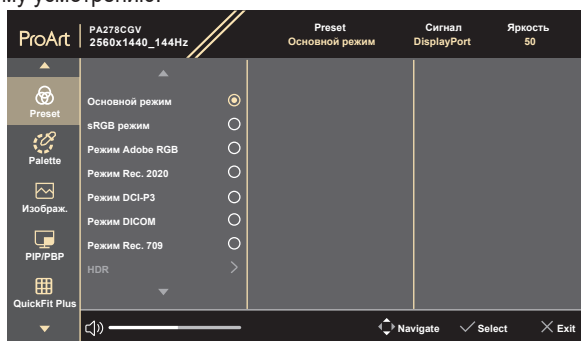 му усмотрению.
ProArt
PA278CGV
2560x1440_144Hz
Preset
Основной режим
Сигнал
DisplayPort
Яркость
50
Preset
Palette
Изображ.
PIP/PBP
QuickFit Plus
Основной режим
sRGB режим
Режим Adobe RGB
Режим Rec. 2020
Режим DCI-P3
Режим DICOM
Режим Rec. 709
HDR
Navigate
Select
Exit